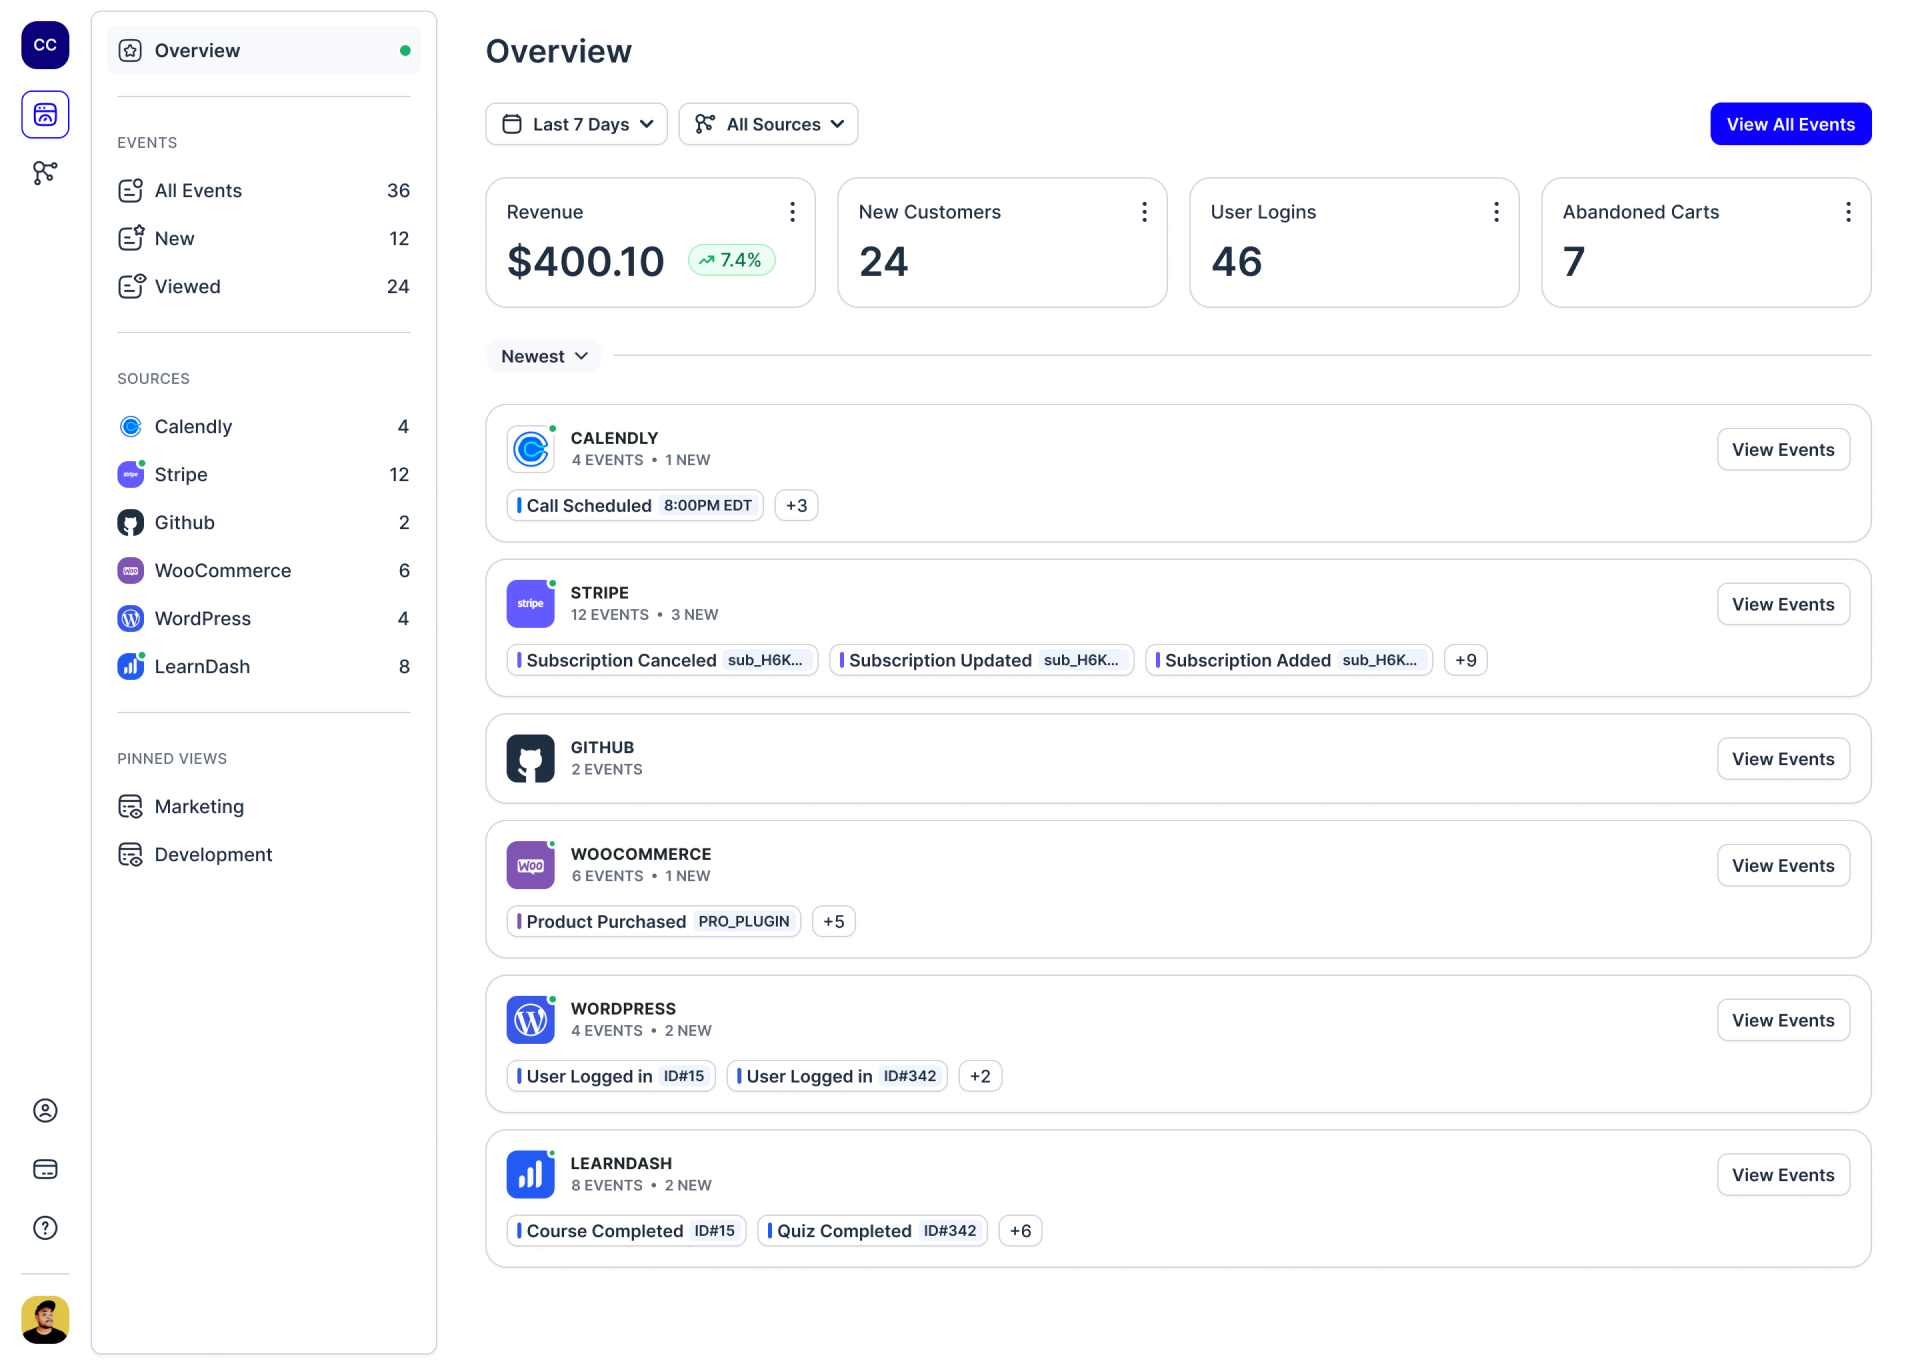 CC
Overview
EVENTS
All Events 36
New 12
Viewed 24
SOURCES
Calendly 4
stripe Stripe 12
Github 2
woo WooCommerce 6
WordPress 4
LearnDash 8
PINNED VIEWS
Marketing
Development
Overview
Last 7 Days All Sources View All Events
Revenue
$400.10 7.4%
New Customers
24
User Logins
46
Abandoned Carts
7
Newest
CALENDLY
4 EVENTS • 1 NEW
View Events
Call Scheduled 8:00PM EDT +3
stripe
STRIPE
12 EVENTS • 3 NEW
View Events
Subscription Canceled sub_H6K... Subscription Updated sub_H6K... Subscription Added sub_H6K... +9
GITHUB
2 EVENTS
View Events
woo
WOOCOMMERCE
6 EVENTS • 1 NEW
View Events
Product Purchased PRO_PLUGIN +5
WORDPRESS
4 EVENTS • 2 NEW
View Events
User Logged in ID#15 User Logged in ID#342 +2
LEARNDASH
8 EVENTS • 2 NEW
View Events
Course Completed ID#15 Quiz Completed ID#342 +6